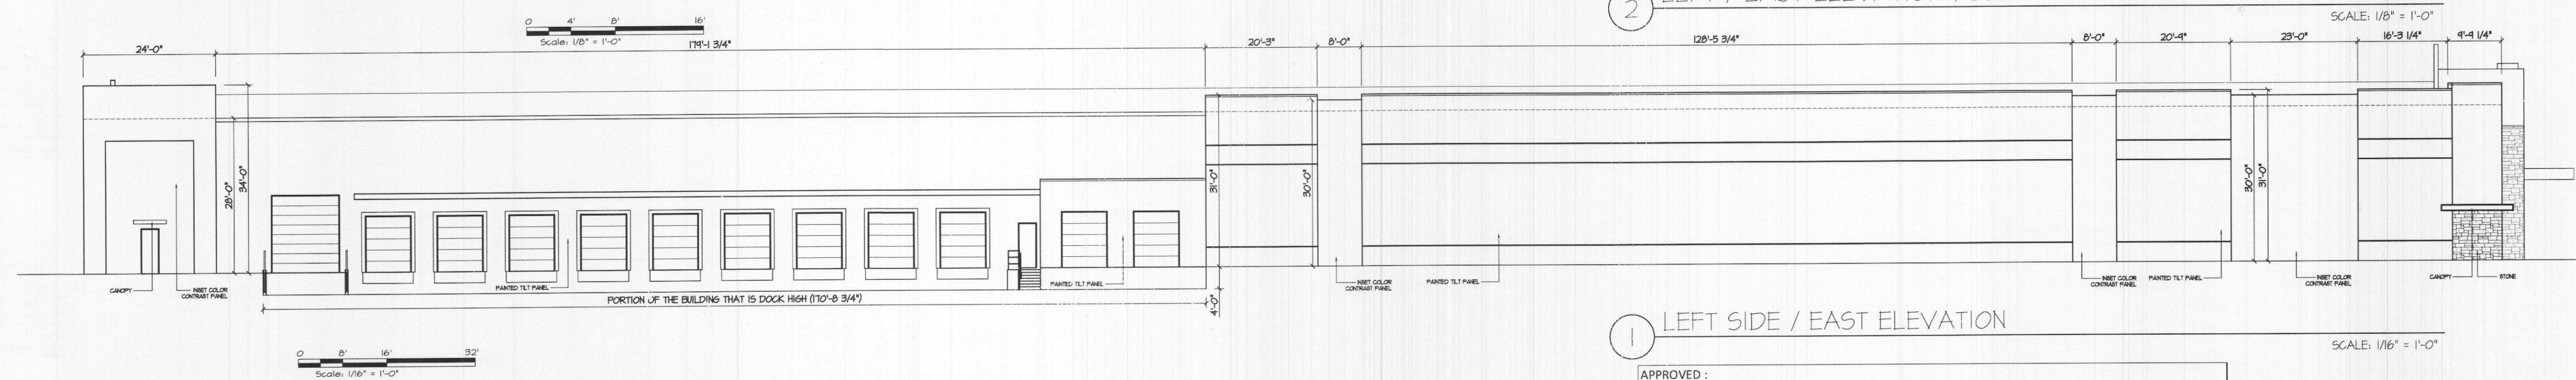 0 4' 8' 16'
Scale: 1/8" = 1'-0"
2
SCALE: 1/8" = 1'-0"
24'-0" 179'-1 3/4" 20'-3" 8'-0" 128'-5 3/4" 8'-0" 20'-9" 23'-0" 16'-3 1/4" 9'-9 1/4"
28'-0" 34'-0" 31'-0" 30'-0" 30'-0" 31'-0"
CANOPY
INSET COLOR
CONTRAST PANEL
PAINTED TILT PANEL
PAINTED TILT PANEL
INSET COLOR
CONTRAST PANEL
PAINTED TILT PANEL
INSET COLOR
CONTRAST PANEL
PAINTED TILT PANEL
INSET COLOR
CONTRAST PANEL
CANOPY
STONE
PORTION OF THE BUILDING THAT IS DOCK HIGH (170'-8 3/4")
4'-0"
1 LEFT SIDE / EAST ELEVATION
SCALE: 1/16" = 1'-0"
0 8' 16' 32'
Scale: 1/16" = 1'-0"
APPROVED :